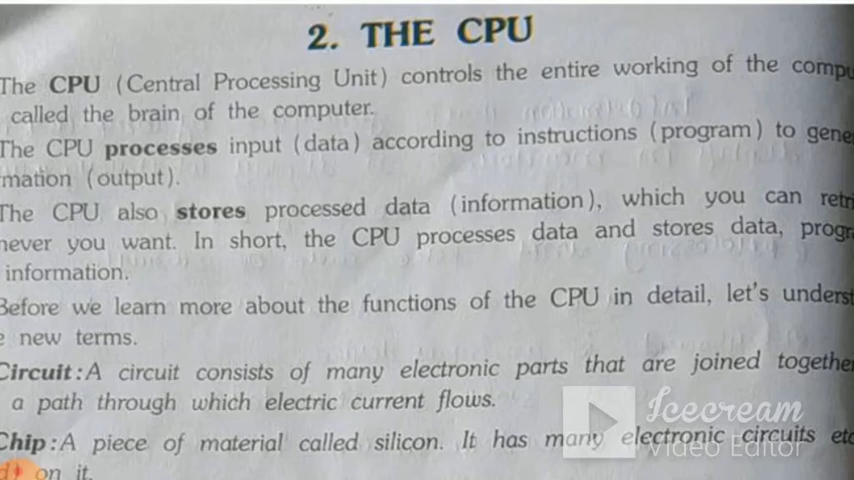 2. THE CPU
The CPU (Central Processing Unit) controls the entire working of the compu
called the brain of the computer.
The CPU processes input (data) according to instructions (program) to gene
mation (output).
The CPU also stores processed data (information), which you can retri
never you want. In short, the CPU processes data and stores data, progr
information.
Before we learn more about the functions of the CPU in detail, let's underst
e new terms.
Circuit : A circuit consists of many electronic parts that are joined together
a path through which electric current flows.
Chip : A piece of material called silicon. It has many electronic circuits etc
on it.
Icecream
Video Editor